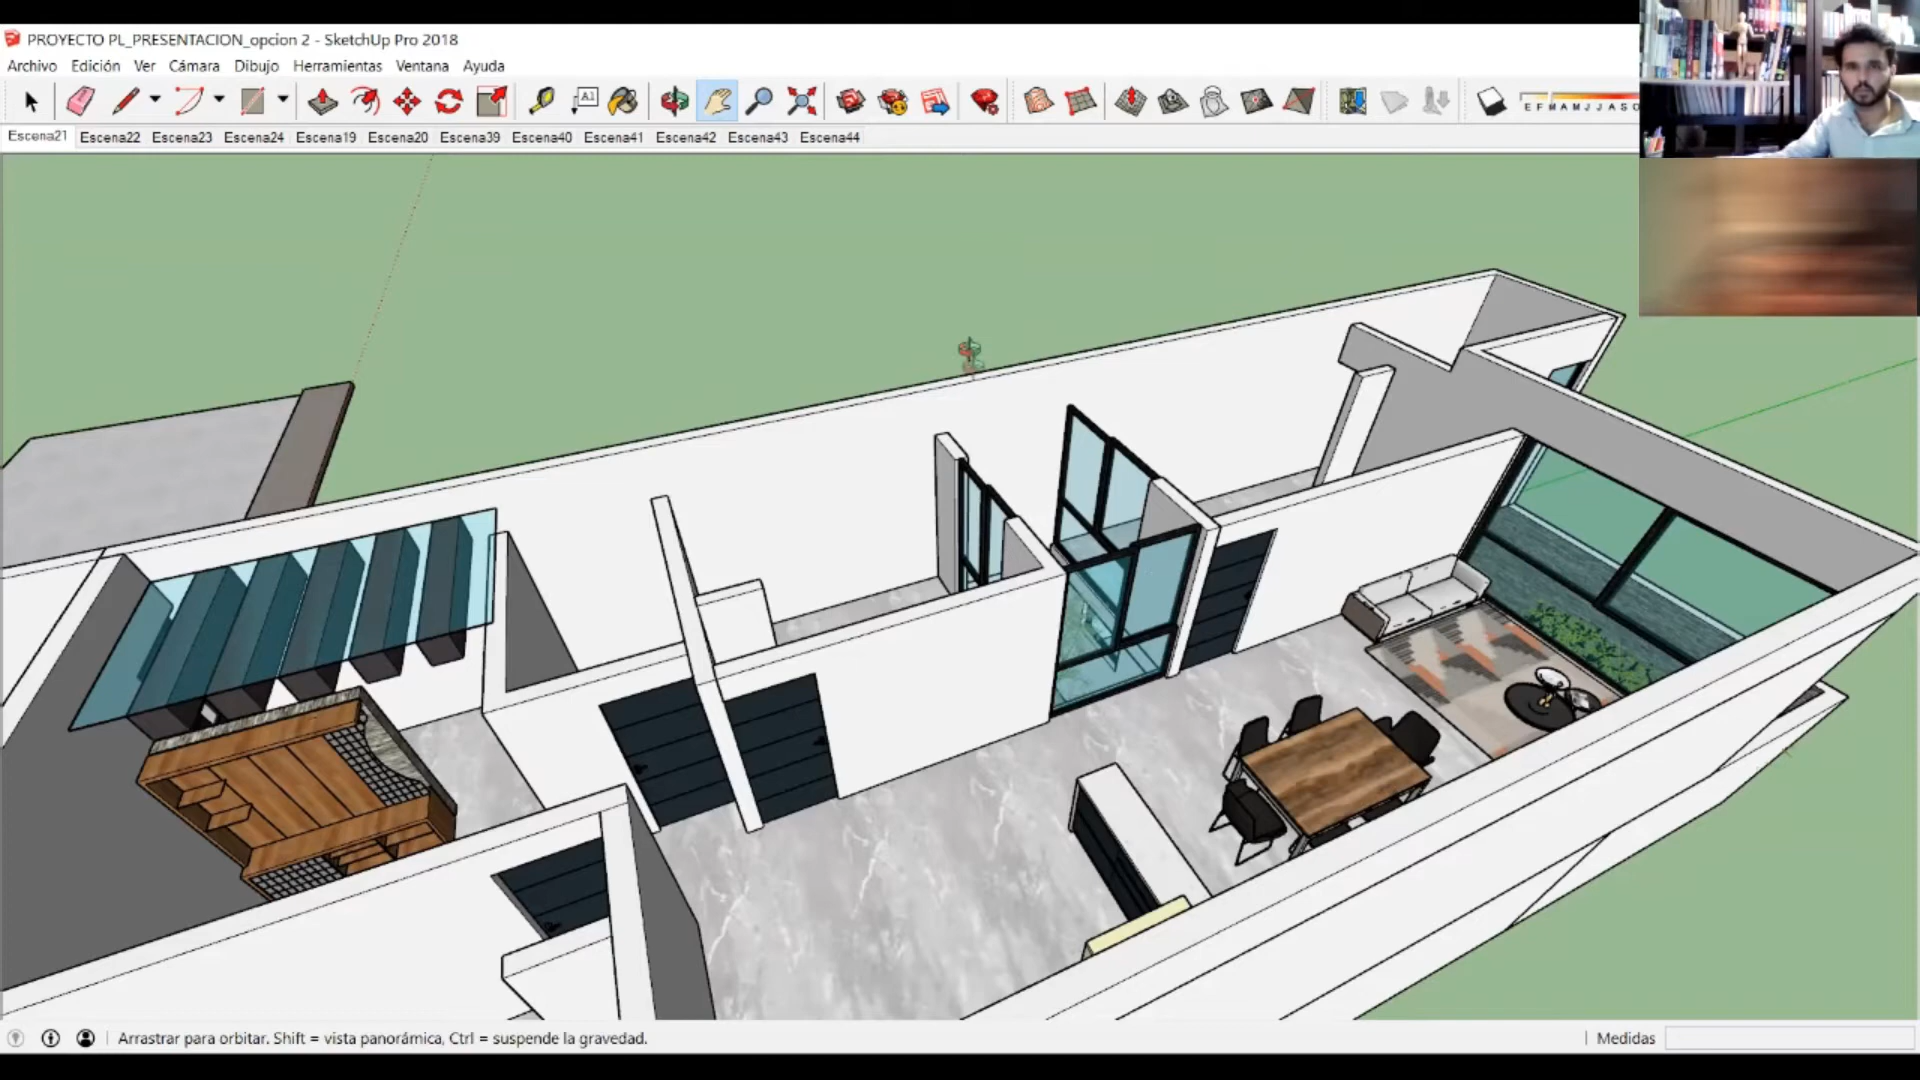 PROYECTO PL_PRESENTACION_opcion 2 - SketchUp Pro 2018
Archivo Edición Ver Cámara Dibujo Herramientas Ventana Ayuda
A1
E F M A M J J A S O
Escena21 Escena22 Escena23 Escena24 Escena19 Escena20 Escena39 Escena40 Escena41 Escena42 Escena43 Escena44
Arrastrar para orbitar. Shift = vista panorámica, Ctrl = suspende la gravedad.
Medidas